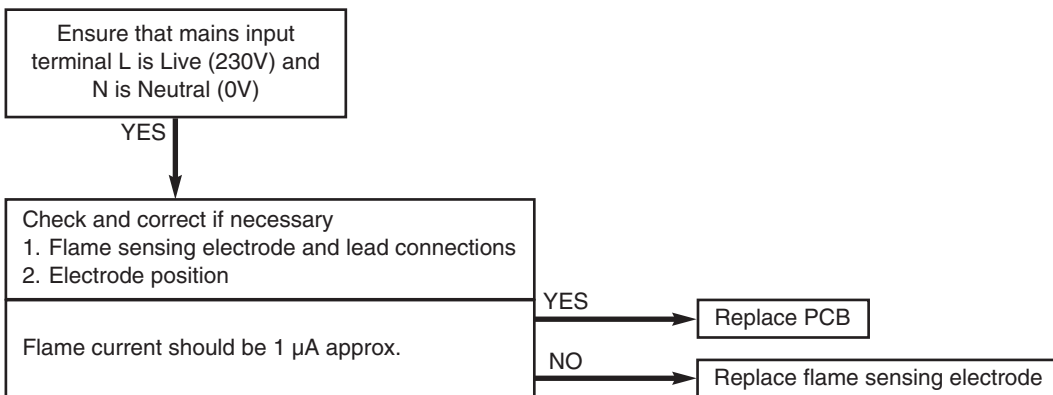 Ensure that mains input
terminal L is Live (230V) and
N is Neutral (0V)
YES
Check and correct if necessary
1. Flame sensing electrode and lead connections
2. Electrode position
YES
Replace PCB
Flame current should be 1 µA approx.
NO
Replace flame sensing electrode